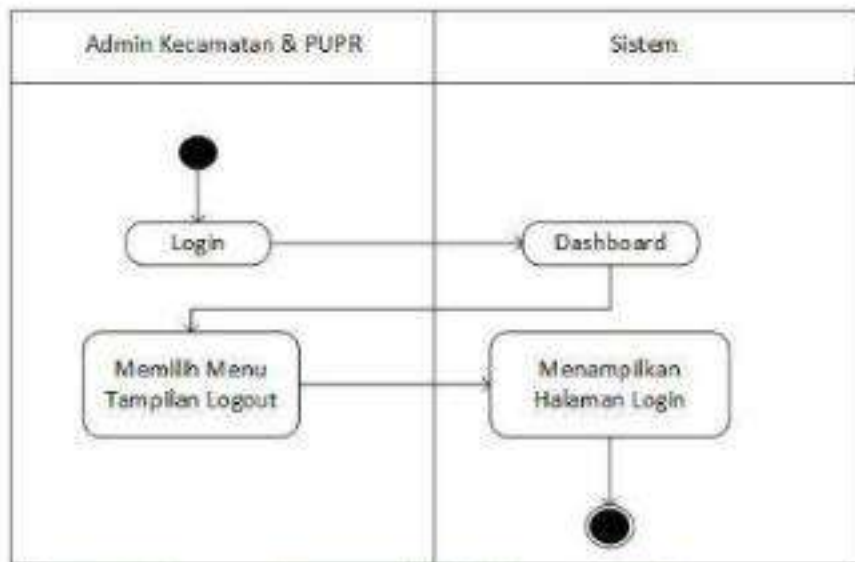 Admin Kecamatan & PUPR
Sistem
Login
Dashboard
Memilih Menu
Tampilan Logout
Menampilkan
Halaman Login